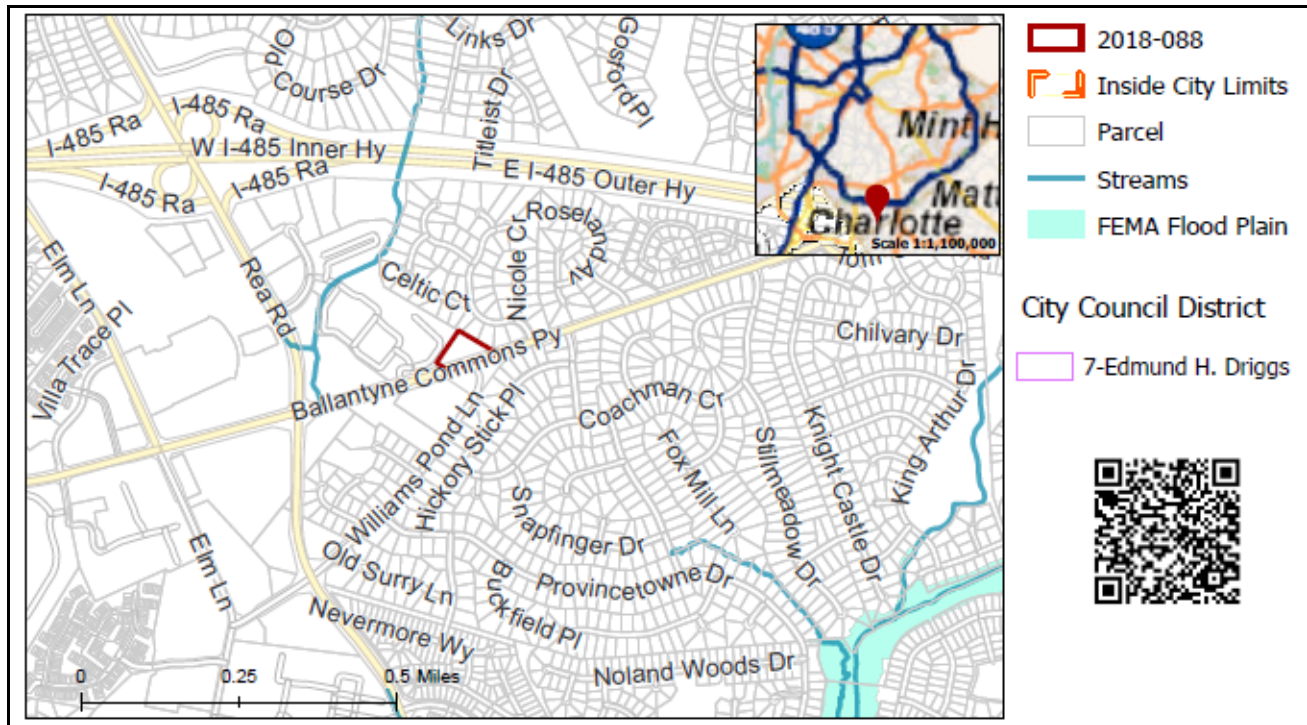 Links Dr
Gosford Pl
Old
Course Dr
Titleist Dr
I-485 Ra
I-485 Ra
W I-485 Inner Hy
E I-485 Outer Hy
I-485 Ra
I-485 Ra
Mint H
Matt
Charlotte
Scale 1:1,100,000
Elm Ln
Rea Rd
Celtic Ct
Nicole Cr
Roseland Av
Villa Trace Pl
Ballantyne Commons Py
Chilvary Dr
Coachman Cr
King Arthur Dr
Knight Castle Dr
Williams Pond Ln
Hickory Stick Pl
Fox Mill Ln
Stillmeadow Dr
Snapfinger Dr
Elm Ln
Old Surry Ln
Buckfield Pl
Provincetowne Dr
Nevermore Wy
Noland Woods Dr
0 0.25 0.5 Miles
2018-088
Inside City Limits
Parcel
Streams
FEMA Flood Plain
City Council District
7-Edmund H. Driggs